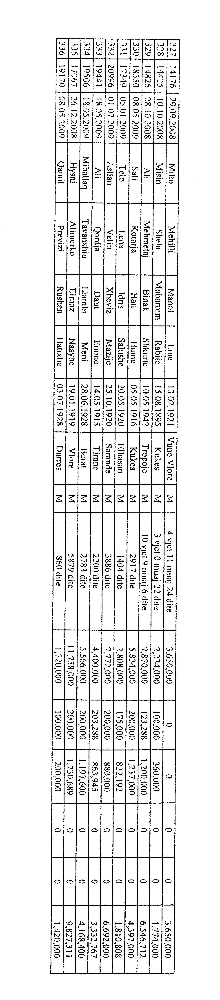 327 14176 29.09.2008 Milto Mehilli Manol Line 13.02.1921 Vuno Vlore M 4 vjet 11 muaj 24 dite 3,650,000 0 0 0 0 3,650,000
328 14425 10.10.2008 Misin Shehi Muharrem Rabije 15.08.1895 Kukes M 3 vjet 0 muaj 22 dite 2,234,000 100,000 360,000 0 0 1,774,000
329 14826 28.10.2008 Ali Mehmetaj Binak Shkurtë 10.05.1942 Tropoje M 10 vjet 9 muaj 6 dite 7,870,000 123,288 1,200,000 0 0 6,546,712
330 18350 08.05.2009 Sali Kotarja Han Hume 05.05.1916 Kukes M 2917 dite 5,834,000 200,000 1,237,000 0 0 4,397,000
331 17349 05.01.2009 Telo Lena Idris Salushe 20.05.1920 Elbasan M 1404 dite 2,808,000 175,000 822,192 0 0 1,810,808
332 20996 01.07.2009 Asllan Veliu Xheviz Mazije 25.10.1920 Sarande M 3886 dite 7,772,000 200,000 880,000 0 0 6,692,000
333 19441 18.05.2009 Ali Qordja Daut Emine 14.05.1915 Tirane M 2200 dite 4,400,000 203,288 863,945 0 0 3,332,767
334 19506 18.05.2009 Mihallaq Tavanxhiu Llambi Meni 28.06.1928 Berat M 2783 dite 5,566,000 200,000 1,197,600 0 0 4,168,400
335 17067 26.12.2008 Hysni Alimerko Elmaz Nasybe 19.01.1919 Vlore M 5879 dite 11,758,000 200,000 1,730,689 0 0 9,827,311
336 19170 08.05.2009 Qamil Previzi Rushan Hatixhe 03.07.1928 Durres M 860 dite 1,720,000 100,000 200,000 0 0 1,420,000